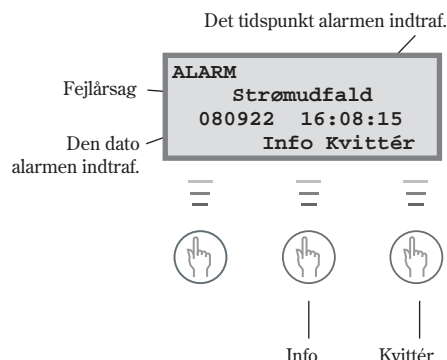 Det tidspunkt alarmen indtraf.
ALARM
Fejlårsag
Strømudfald
080922 16:08:15
Den dato
alarmen indtraf.
Info Kvittér
Info
Kvittér